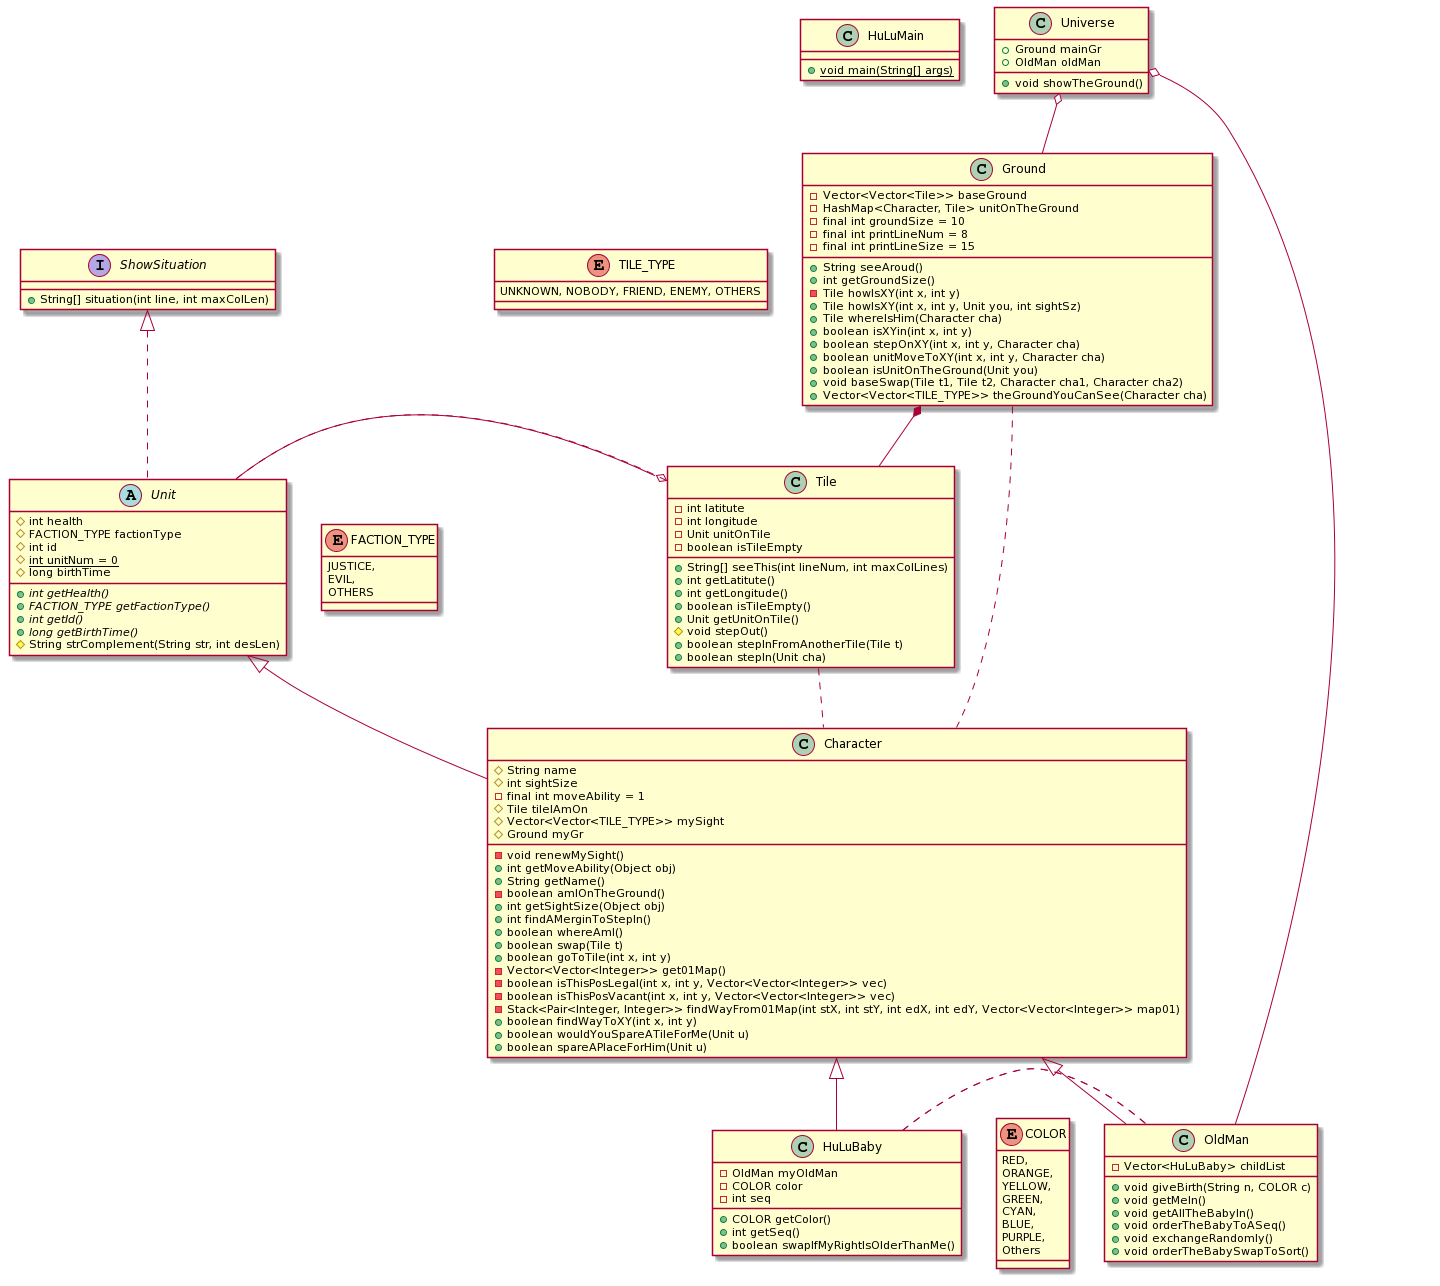 C HuLuMain
void main(String[] args)
C Universe
Ground mainGr
OldMan oldMan
void showTheGround()
C Ground
Vector<Vector<Tile>> baseGround
HashMap<Character, Tile> unitOnTheGround
final int groundSize = 10
final int printLineNum = 8
final int printLineSize = 15
String seeAroud()
int getGroundSize()
Tile howIsXY(int x, int y)
Tile howIsXY(int x, int y, Unit you, int sightSz)
Tile whereIsHim(Character cha)
boolean isXYin(int x, int y)
boolean stepOnXY(int x, int y, Character cha)
boolean unitMoveToXY(int x, int y, Character cha)
boolean isUnitOnTheGround(Unit you)
void baseSwap(Tile t1, Tile t2, Character cha1, Character cha2)
Vector<Vector<TILE_TYPE>> theGroundYouCanSee(Character cha)
I ShowSituation
String[] situation(int line, int maxColLen)
E TILE_TYPE
UNKNOWN, NOBODY, FRIEND, ENEMY, OTHERS
A Unit
int health
FACTION_TYPE factionType
int id
int unitNum = 0
long birthTime
int getHealth()
FACTION_TYPE getFactionType()
int getId()
long getBirthTime()
String strComplement(String str, int desLen)
E FACTION_TYPE
JUSTICE,
EVIL,
OTHERS
C Tile
int latitute
int longitude
Unit unitOnTile
boolean isTileEmpty
String[] seeThis(int lineNum, int maxColLines)
int getLatitute()
int getLongitude()
boolean isTileEmpty()
Unit getUnitOnTile()
void stepOut()
boolean stepInFromAnotherTile(Tile t)
boolean stepIn(Unit cha)
C Character
String name
int sightSize
final int moveAbility = 1
Tile tileIAmOn
Vector<Vector<TILE_TYPE>> mySight
Ground myGr
void renewMySight()
int getMoveAbility(Object obj)
String getName()
boolean amIOnTheGround()
int getSightSize(Object obj)
int findAMerginToStepIn()
boolean whereAmI()
boolean swap(Tile t)
boolean goToTile(int x, int y)
Vector<Vector<Integer>> get01Map()
boolean isThisPosLegal(int x, int y, Vector<Vector<Integer>> vec)
boolean isThisPosVacant(int x, int y, Vector<Vector<Integer>> vec)
Stack<Pair<Integer, Integer>> findWayFrom01Map(int stX, int stY, int edX, int edY, Vector<Vector<Integer>> map01)
boolean findWayToXY(int x, int y)
boolean wouldYouSpareATileForMe(Unit u)
boolean spareAPlaceForHim(Unit u)
C HuLuBaby
OldMan myOldMan
COLOR color
int seq
COLOR getColor()
int getSeq()
boolean swapIfMyRightIsOlderThanMe()
E COLOR
RED,
ORANGE,
YELLOW,
GREEN,
CYAN,
BLUE,
PURPLE,
Others
C OldMan
Vector<HuLuBaby> childList
void giveBirth(String n, COLOR c)
void getMeIn()
void getAllTheBabyIn()
void orderTheBabyToASeq()
void exchangeRandomly()
void orderTheBabySwapToSort()